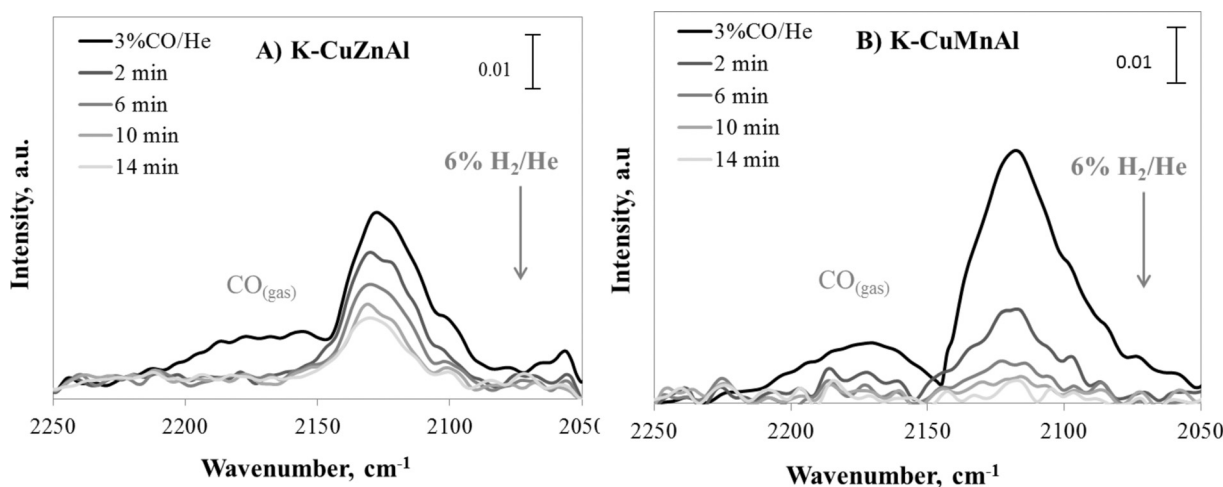 3%CO/He
2 min
6 min
10 min
14 min
A) K-CuZnAl
0.01
6% H2/He
CO(gas)
Intensity, a.u.
2250
2200
2150
2100
2050
Wavenumber, cm-1
3%CO/He
2 min
6 min
10 min
14 min
B) K-CuMnAl
0.01
6% H2/He
CO(gas)
Intensity, a.u
2250
2200
2150
2100
2050
Wavenumber, cm-1